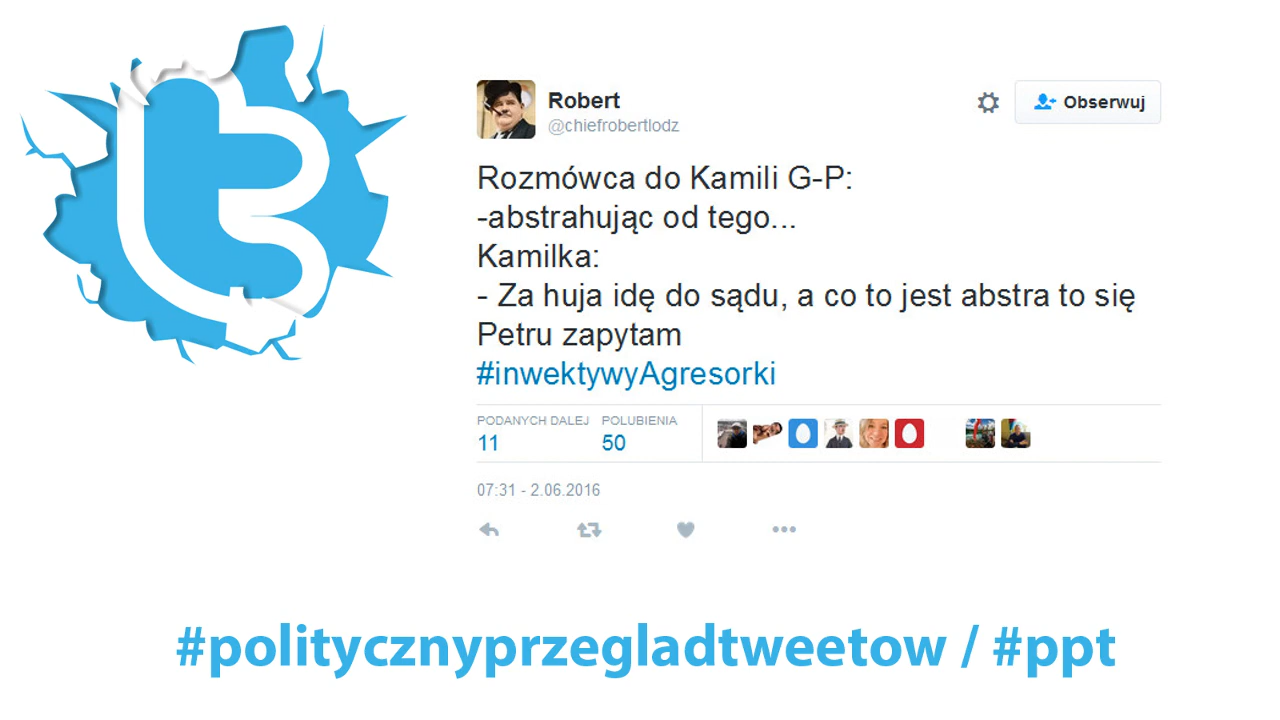 Robert
@chiefrobertlodz
Obserwuj
Rozmówca do Kamili G-P:
-abstrahując od tego...
Kamilka:
- Za huja idę do sądu, a co to jest abstra to się
Petru zapytam
#inwektywyAgresorki
PODANYCH DALEJ POLUBIENIA
11 50
07:31 - 2.06.2016
#politycznyprzegladtweetow / #ppt